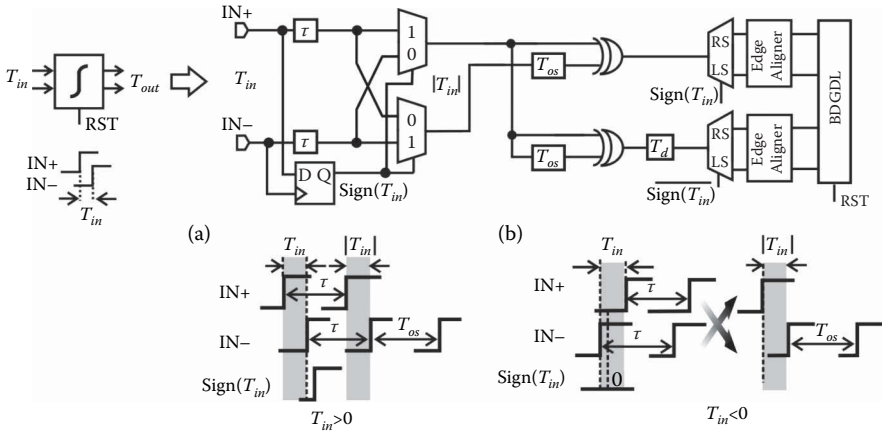 IN+
τ
1
0
RS
LS
Edge
Aligner
T_in
∫
T_out
T_in
|T_in|
T_os
Sign(T_in)
BDGDL
RST
IN−
τ
0
1
RS
LS
Edge
Aligner
IN+
IN−
T_in
D Q
Sign(T_in)
T_os
T_d
Sign(T_in)
RST
(a)
(b)
T_in
|T_in|
IN+
τ
IN−
τ
T_os
Sign(T_in)
T_in>0
T_in
|T_in|
IN+
τ
IN−
τ
T_os
Sign(T_in)
0
T_in<0